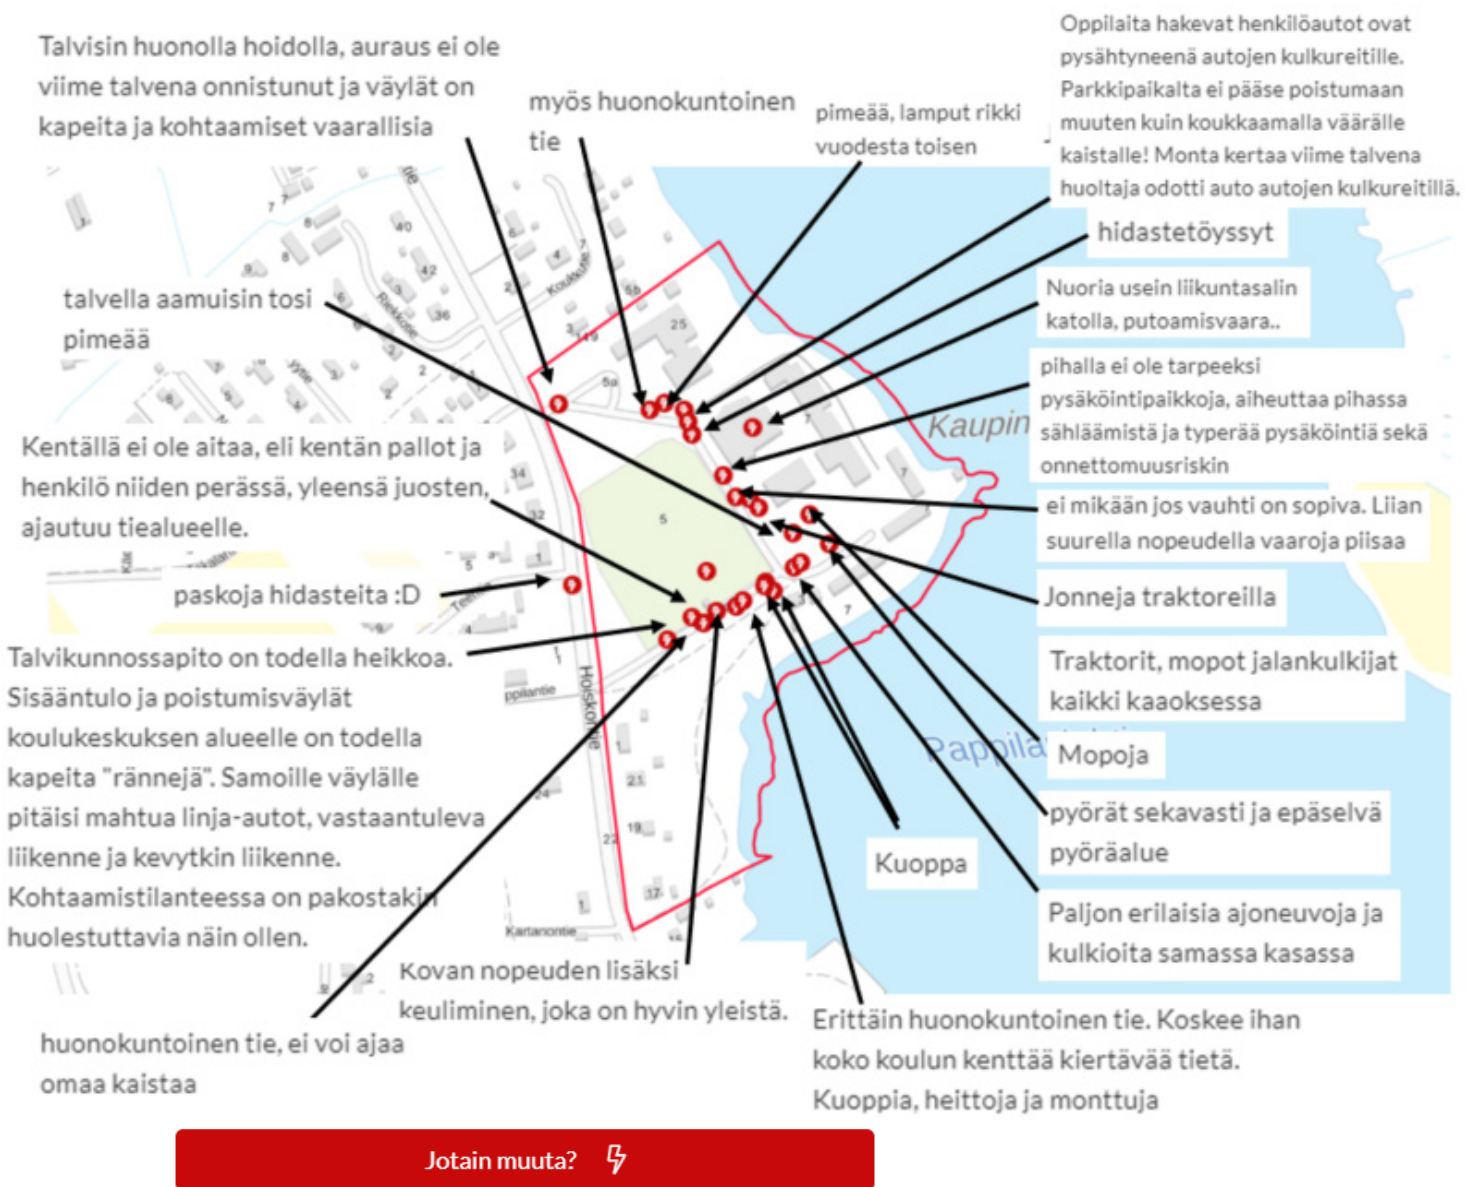 Talvisin huonolla hoidolla, auraus ei ole
viime talvena onnistunut ja väylät on
kapeita ja kohtaamiset vaarallisia
myös huonokuntoinen
tie
pimeää, lamput rikki
vuodesta toisen
Oppilaita hakevat henkilöautot ovat
pysähtyneenä autojen kulkureitille.
Parkkipaikalta ei pääse poistumaan
muuten kuin koukkaamalla väärälle
kaistalle! Monta kertaa viime talvena
huoltaja odotti auto autojen kulkureitillä.
hidastetöyssyt
Nuoria usein liikuntasalin
katolla, putoamisvaara..
talvella aamuisin tosi
pimeää
pihalla ei ole tarpeeksi
pysäköintipaikkoja, aiheuttaa pihassa
sähläämistä ja typerää pysäköintiä sekä
onnettomuusriskin
Kentällä ei ole aitaa, eli kentän pallot ja
henkilö niiden perässä, yleensä juosten,
ajautuu tiealueelle.
ei mikään jos vauhti on sopiva. Liian
suurella nopeudella vaaroja piisaa
paskoja hidasteita :D
Jonneja traktoreilla
Talvikunnossapito on todella heikkoa.
Sisääntulo ja poistumisväylät
koulukeskuksen alueelle on todella
kapeita "rännejä". Samoille väylälle
pitäisi mahtua linja-autot, vastaantuleva
liikenne ja kevytkin liikenne.
Kohtaamistilanteessa on pakostakin
huolestuttavia näin ollen.
Traktorit, mopot jalankulkijat
kaikki kaaoksessa
Mopoja
pyörät sekavasti ja epäselvä
pyöräalue
Kuoppa
Paljon erilaisia ajoneuvoja ja
kulkioita samassa kasassa
Kovan nopeuden lisäksi
keuliminen, joka on hyvin yleistä.
huonokuntoinen tie, ei voi ajaa
omaa kaistaa
Erittäin huonokuntoinen tie. Koskee ihan
koko koulun kenttää kiertävää tietä.
Kuoppia, heittoja ja monttuja
Koukkutie
Kaupin
Hoiskontie
ppilantie
Kartanontie
Jotain muuta?